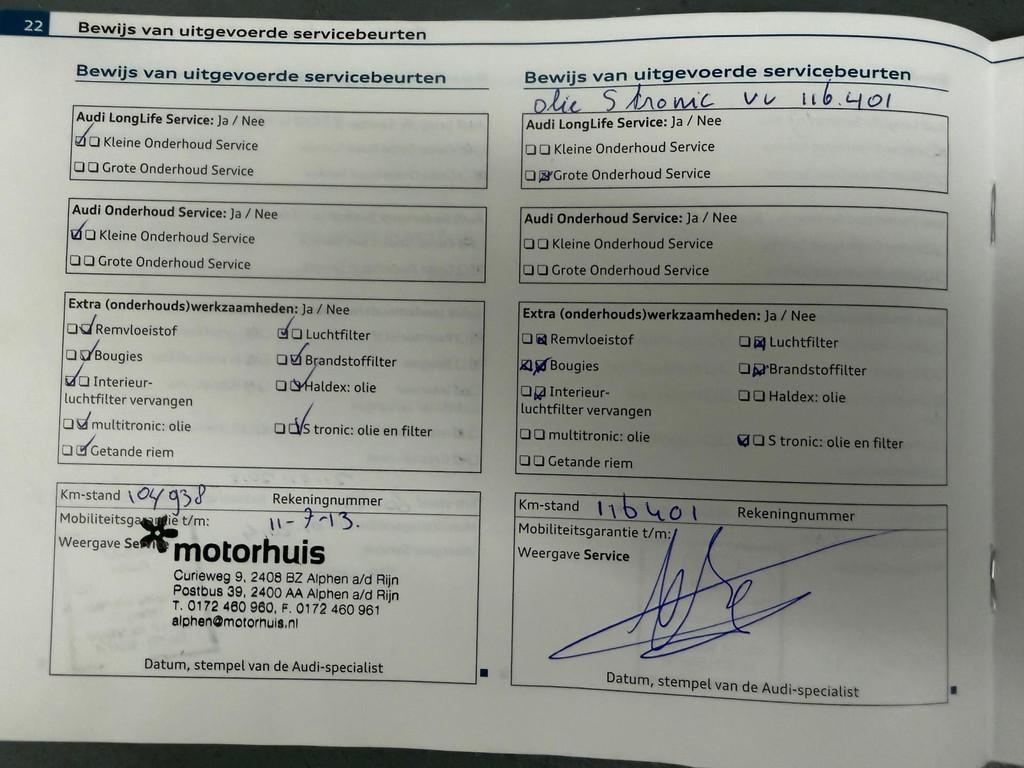 22 Bewijs van uitgevoerde servicebeurten
Bewijs van uitgevoerde servicebeurten
Audi LongLife Service: Ja / Nee
Kleine Onderhoud Service
Grote Onderhoud Service
Audi Onderhoud Service: Ja / Nee
Kleine Onderhoud Service
Grote Onderhoud Service
Extra (onderhouds)werkzaamheden: Ja / Nee
Remvloeistof Luchtfilter
Bougies Brandstoffilter
Interieur- Haldex: olie
luchtfilter vervangen
multitronic: olie S tronic: olie en filter
Getande riem
Km-stand 104938 Rekeningnummer
Mobiliteitsgarantie t/m: 11-7-13.
Weergave Service
motorhuis
Curieweg 9, 2408 BZ Alphen a/d Rijn
Postbus 39, 2400 AA Alphen a/d Rijn
T. 0172 460 960, F. 0172 460 961
alphen@motorhuis.nl
Datum, stempel van de Audi-specialist
Bewijs van uitgevoerde servicebeurten
olie S tronic vv 116.401
Audi LongLife Service: Ja / Nee
Kleine Onderhoud Service
Grote Onderhoud Service
Audi Onderhoud Service: Ja / Nee
Kleine Onderhoud Service
Grote Onderhoud Service
Extra (onderhouds)werkzaamheden: Ja / Nee
Remvloeistof Luchtfilter
Bougies Brandstoffilter
Interieur- Haldex: olie
luchtfilter vervangen
multitronic: olie S tronic: olie en filter
Getande riem
Km-stand 116401 Rekeningnummer
Mobiliteitsgarantie t/m:
Weergave Service
Datum, stempel van de Audi-specialist